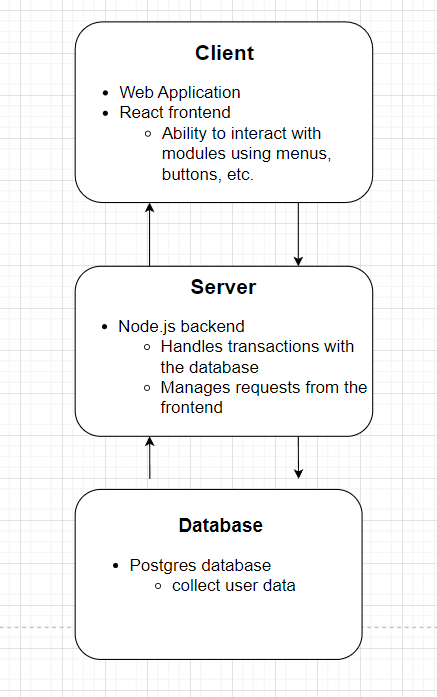 Client
• Web Application
• React frontend
○ Ability to interact with
modules using menus,
buttons, etc.
Server
• Node.js backend
○ Handles transactions with
the database
○ Manages requests from the
frontend
Database
• Postgres database
○ collect user data